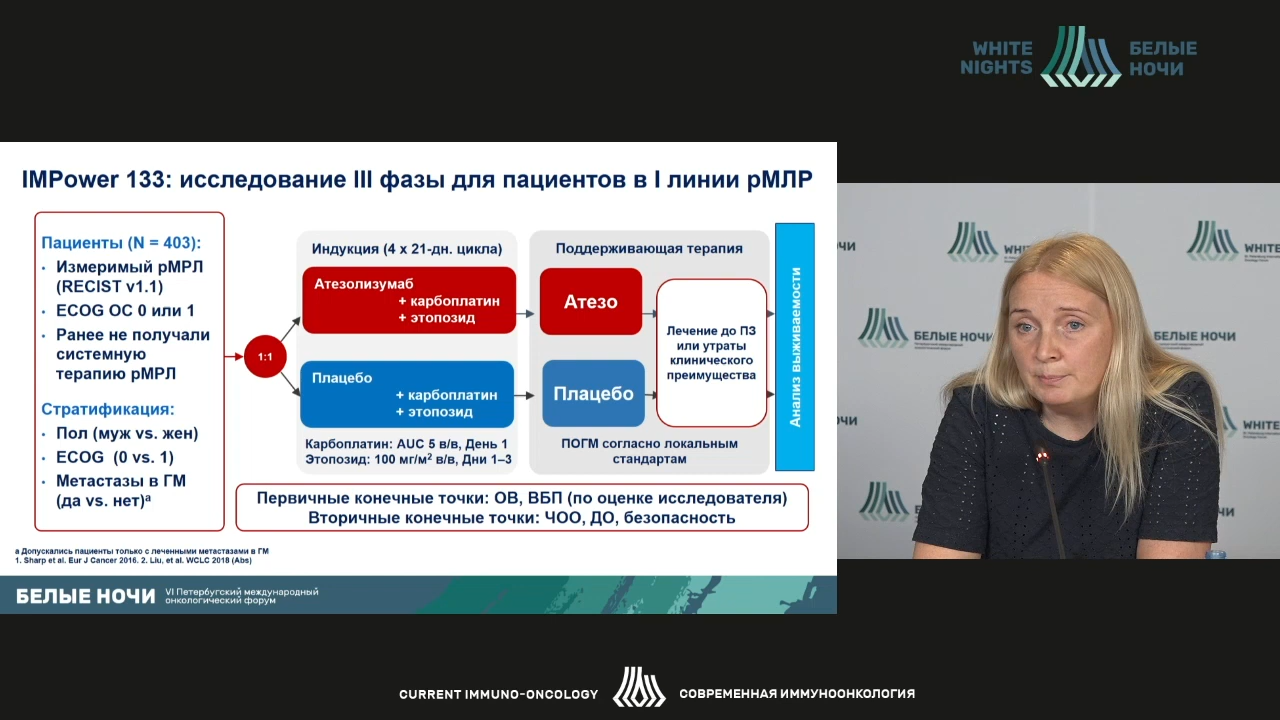 WHITE
NIGHTS
БЕЛЫЕ
НОЧИ
IMPower 133: исследование III фазы для пациентов в I линии рМЛР
Пациенты (N = 403):
• Измеримый рМРЛ
(RECIST v1.1)
• ECOG ОС 0 или 1
• Ранее не получали
системную
терапию рМРЛ
Стратификация:
• Пол (муж vs. жен)
• ECOG (0 vs. 1)
• Метастазы в ГМ
(да vs. нет)ᵃ
1:1
Индукция (4 x 21-дн. цикла)
Атезолизумаб
+ карбоплатин
+ этопозид
Плацебо
+ карбоплатин
+ этопозид
Карбоплатин: AUC 5 в/в, День 1
Этопозид: 100 мг/м² в/в, Дни 1–3
Поддерживающая терапия
Атезо
Плацебо
Лечение до ПЗ
или утраты
клинического
преимущества
ПОГМ согласно локальным
стандартам
Анализ выживаемости
Первичные конечные точки: ОВ, ВБП (по оценке исследователя)
Вторичные конечные точки: ЧОО, ДО, безопасность
а Допускались пациенты только с леченными метастазами в ГМ
1. Sharp et al. Eur J Cancer 2016. 2. Liu, et al. WCLC 2018 (Abs)
БЕЛЫЕ НОЧИ
VI Петербургский международный
онкологический форум
БЕЛЫЕ НОЧИ
БЕЛЫЕ НОЧИ
CURRENT IMMUNO-ONCOLOGY
СОВРЕМЕННАЯ ИММУНООНКОЛОГИЯ